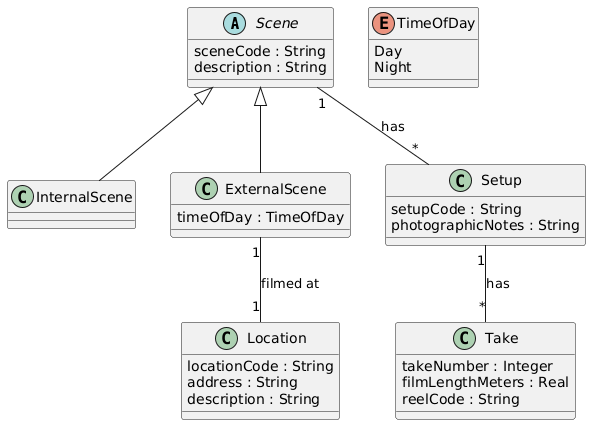 A Scene
sceneCode : String
description : String
E TimeOfDay
Day
Night
1
has
*
C InternalScene
C ExternalScene
timeOfDay : TimeOfDay
C Setup
setupCode : String
photographicNotes : String
1
filmed at
1
1
has
*
C Location
locationCode : String
address : String
description : String
C Take
takeNumber : Integer
filmLengthMeters : Real
reelCode : String